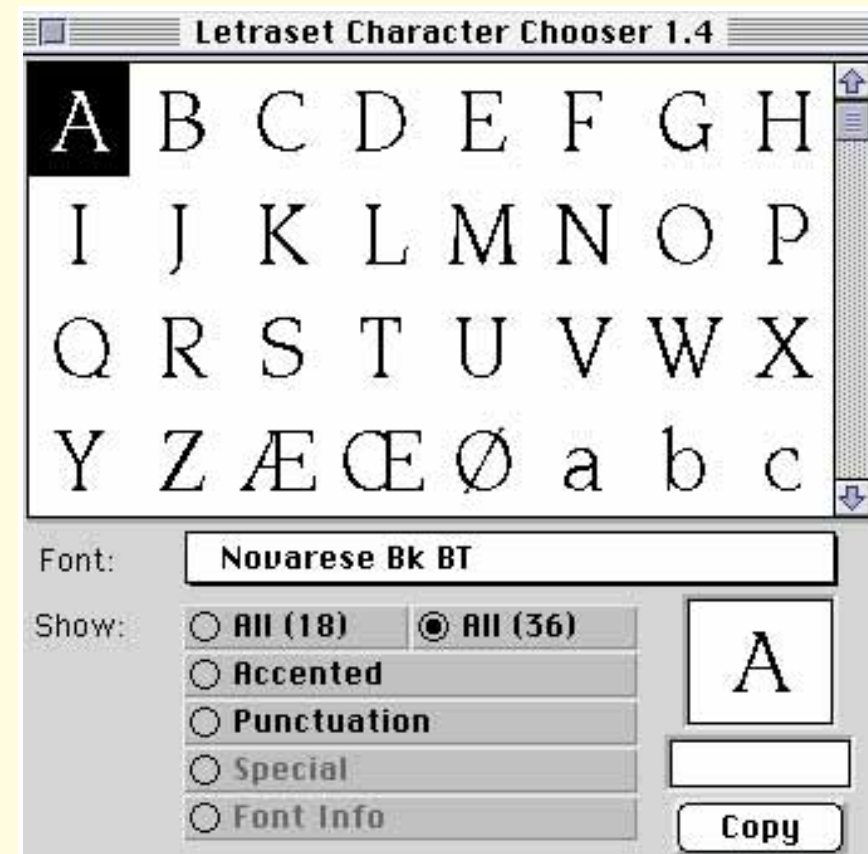 Letraset Character Chooser 1.4
A B C D E F G H
I J K L M N O P
Q R S T U V W X
Y Z Æ Œ Ø a b c
Font: Novarese Bk BT
Show: All (18) All (36)
Accented
A
Punctuation
Special
Font Info
Copy